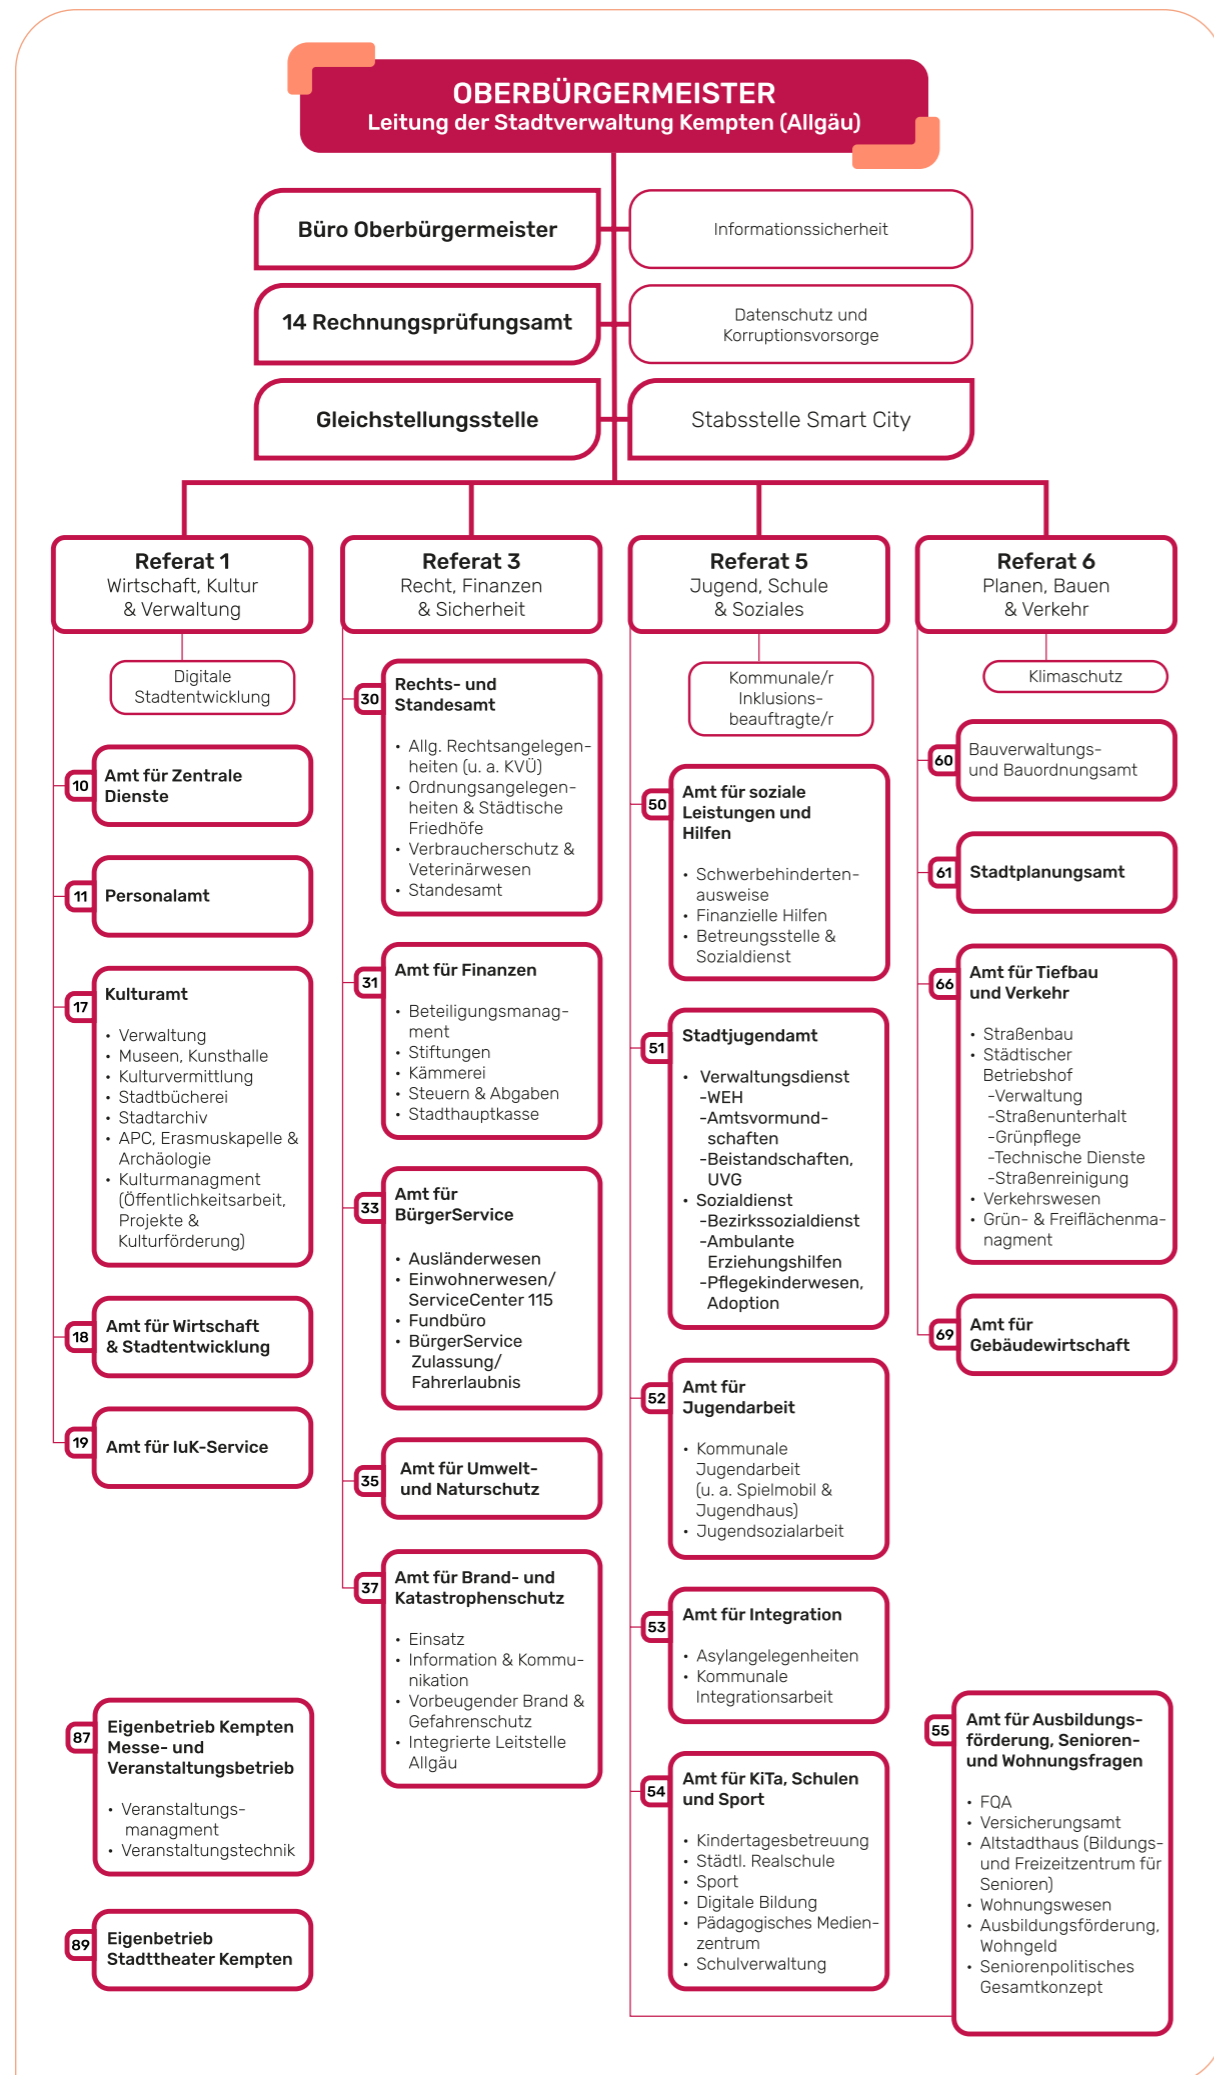 OBERBÜRGERMEISTER
Leitung der Stadtverwaltung Kempten (Allgäu)
Büro Oberbürgermeister
Informationssicherheit
14 Rechnungsprüfungsamt
Datenschutz und
Korruptionsvorsorge
Gleichstellungsstelle
Stabsstelle Smart City
Referat 1
Wirtschaft, Kultur
& Verwaltung
Digitale
Stadtentwicklung
10
Amt für Zentrale
Dienste
11
Personalamt
17
Kulturamt
• Verwaltung
• Museen, Kunsthalle
• Kulturvermittlung
• Stadtbücherei
• Stadtarchiv
• APC, Erasmuskapelle &
Archäologie
• Kulturmanagment
(Öffentlichkeitsarbeit,
Projekte &
Kulturförderung)
18
Amt für Wirtschaft
& Stadtentwicklung
19
Amt für IuK-Service
87
Eigenbetrieb Kempten
Messe- und
Veranstaltungsbetrieb
• Veranstaltungs-
managment
• Veranstaltungstechnik
89
Eigenbetrieb
Stadttheater Kempten
Referat 3
Recht, Finanzen
& Sicherheit
30
Rechts- und
Standesamt
• Allg. Rechtsangelegen-
heiten (u. a. KVÜ)
• Ordnungsangelegen-
heiten & Städtische
Friedhöfe
• Verbraucherschutz &
Veterinärwesen
• Standesamt
31
Amt für Finanzen
• Beteiligungsmanag-
ment
• Stiftungen
• Kämmerei
• Steuern & Abgaben
• Stadthauptkasse
33
Amt für
BürgerService
• Ausländerwesen
• Einwohnerwesen/
ServiceCenter 115
• Fundbüro
• BürgerService
Zulassung/
Fahrerlaubnis
35
Amt für Umwelt-
und Naturschutz
37
Amt für Brand- und
Katastrophenschutz
• Einsatz
• Information & Kommu-
nikation
• Vorbeugender Brand &
Gefahrenschutz
• Integrierte Leitstelle
Allgäu
Referat 5
Jugend, Schule
& Soziales
Kommunale/r
Inklusions-
beauftragte/r
50
Amt für soziale
Leistungen und
Hilfen
• Schwerbehinderten-
ausweise
• Finanzielle Hilfen
• Betreungsstelle &
Sozialdienst
51
Stadtjugendamt
• Verwaltungsdienst
-WEH
-Amtsvormund-
schaften
-Beistandschaften,
UVG
• Sozialdienst
-Bezirkssozialdienst
-Ambulante
Erziehungshilfen
-Pflegekinderwesen,
Adoption
52
Amt für
Jugendarbeit
• Kommunale
Jugendarbeit
(u. a. Spielmobil &
Jugendhaus)
• Jugendsozialarbeit
53
Amt für Integration
• Asylangelegenheiten
• Kommunale
Integrationsarbeit
54
Amt für KiTa, Schulen
und Sport
• Kindertagesbetreuung
• Städtl. Realschule
• Sport
• Digitale Bildung
• Pädagogisches Medien-
zentrum
• Schulverwaltung
Referat 6
Planen, Bauen
& Verkehr
Klimaschutz
60
Bauverwaltungs-
und Bauordnungsamt
61
Stadtplanungsamt
66
Amt für Tiefbau
und Verkehr
• Straßenbau
• Städtischer
Betriebshof
-Verwaltung
-Straßenunterhalt
-Grünpflege
-Technische Dienste
-Straßenreinigung
• Verkehrswesen
• Grün- & Freiflächenma-
nagment
69
Amt für
Gebäudewirtschaft
55
Amt für Ausbildungs-
förderung, Senioren-
und Wohnungsfragen
• FQA
• Versicherungsamt
• Altstadthaus (Bildungs-
und Freizeitzentrum für
Senioren)
• Wohnungswesen
• Ausbildungsförderung,
Wohngeld
• Seniorenpolitisches
Gesamtkonzept